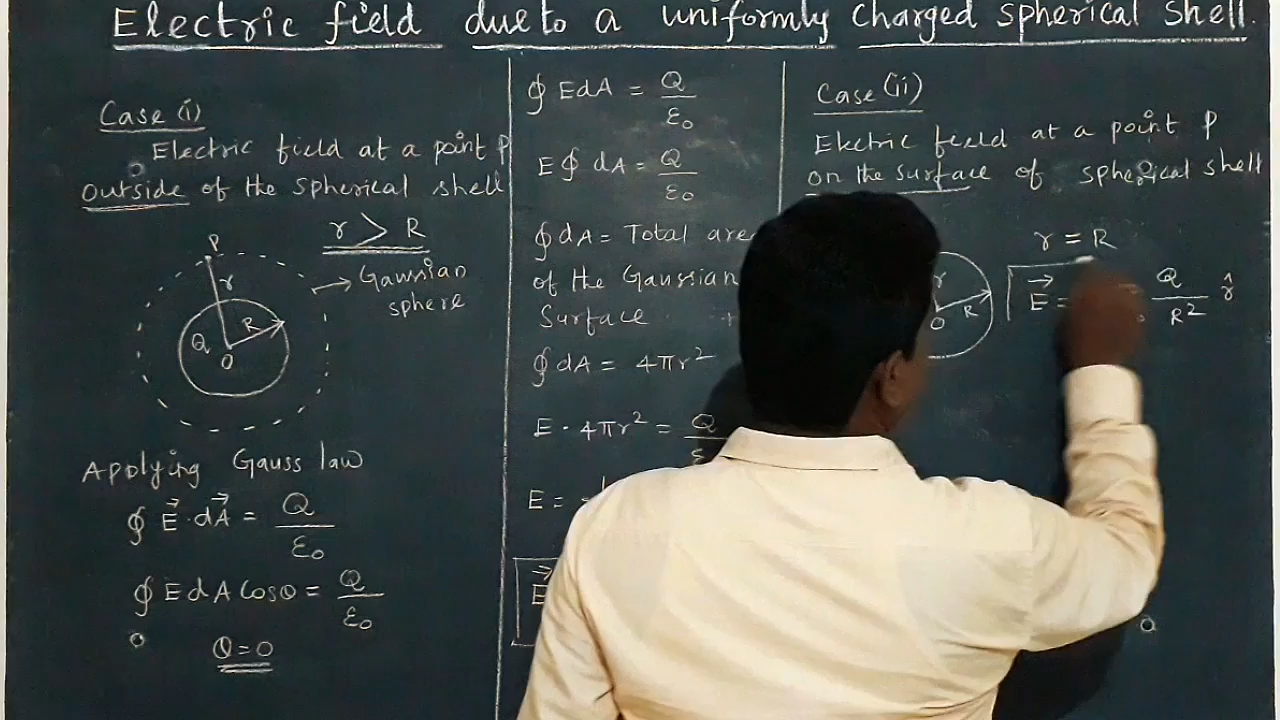 Electric field due to a uniformly charged spherical shell.
Case (i)
Electric field at a point P
outside of the spherical shell
r > R
P
r
Gaussian
sphere
R
Q
O
Applying Gauss law
∮ E⃗ · dA⃗ = Q/ε₀
∮ E dA Cosθ = Q/ε₀
θ = 0
∮ E dA = Q/ε₀
E ∮ dA = Q/ε₀
∮ dA = Total area
of the Gaussian
Surface
∮ dA = 4πr²
E · 4πr² = Q
E =
E⃗
Case (ii)
Electric field at a point P
on the surface of spherical shell
r = R
r
R
O
E⃗ = Q/R² r̂